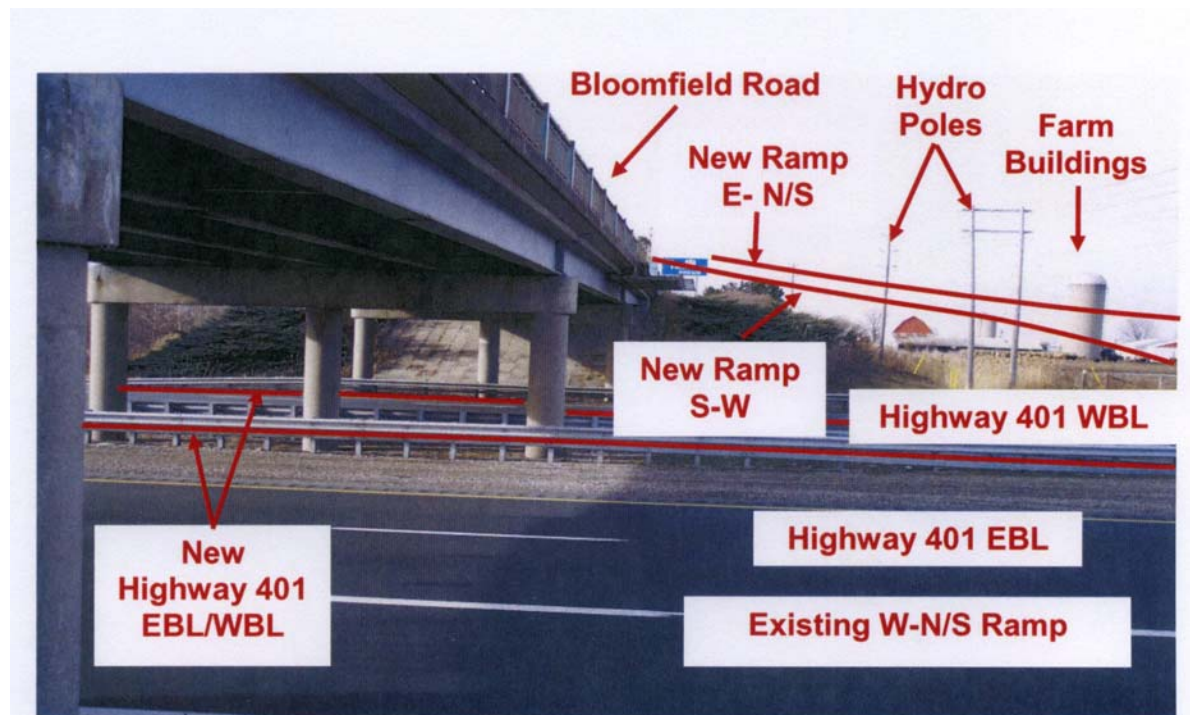 Bloomfield Road
Hydro
Poles
Farm
Buildings
New Ramp
E- N/S
New Ramp
S-W
Highway 401 WBL
Highway 401 EBL
New
Highway 401
EBL/WBL
Existing W-N/S Ramp